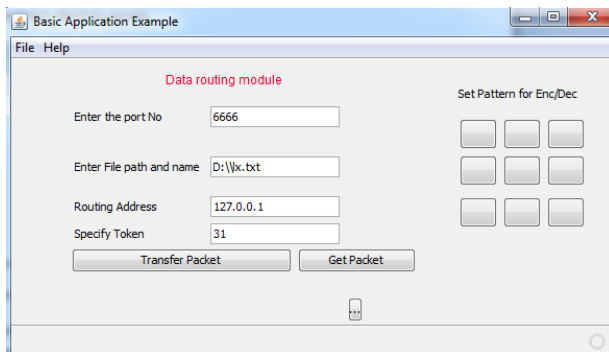 Basic Application Example
File Help
Data routing module
Set Pattern for Enc/Dec
Enter the port No 6666
Enter File path and name D:\\x.txt
Routing Address 127.0.0.1
Specify Token 31
Transfer Packet Get Packet
...